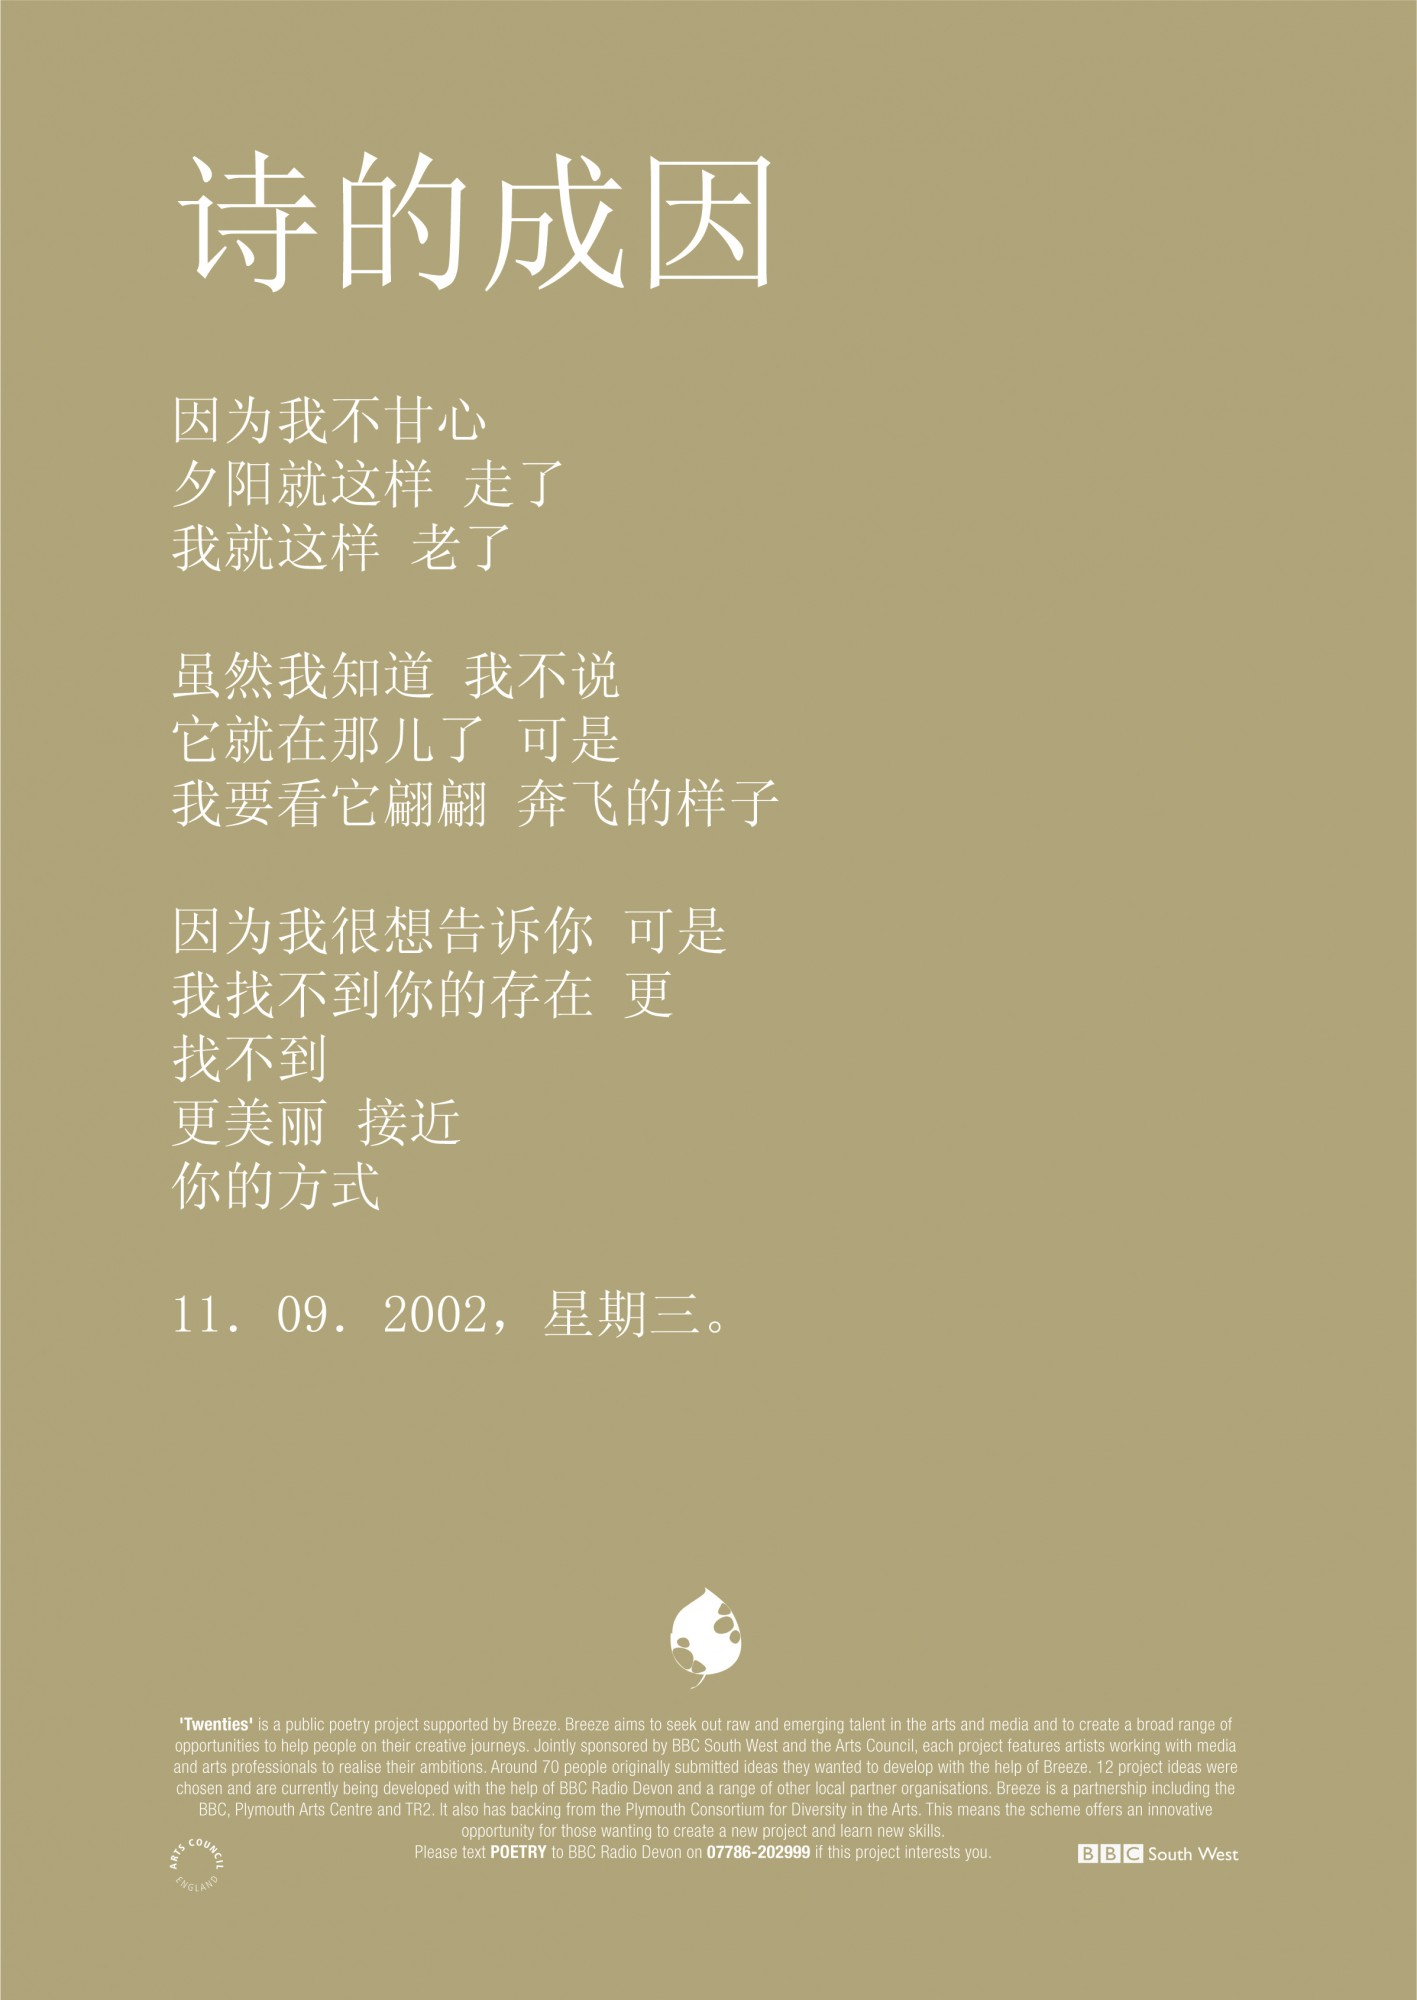 诗的成因
因为我不甘心
夕阳就这样 走了
我就这样 老了
虽然我知道 我不说
它就在那儿了 可是
我要看它翩翩 奔飞的样子
因为我很想告诉你 可是
我找不到你的存在 更
找不到
更美丽 接近
你的方式
11. 09. 2002，星期三。
'Twenties' is a public poetry project supported by Breeze. Breeze aims to seek out raw and emerging talent in the arts and media and to create a broad range of
opportunities to help people on their creative journeys. Jointly sponsored by BBC South West and the Arts Council, each project features artists working with media
and arts professionals to realise their ambitions. Around 70 people originally submitted ideas they wanted to develop with the help of Breeze. 12 project ideas were
chosen and are currently being developed with the help of BBC Radio Devon and a range of other local partner organisations. Breeze is a partnership including the
BBC, Plymouth Arts Centre and TR2. It also has backing from the Plymouth Consortium for Diversity in the Arts. This means the scheme offers an innovative
opportunity for those wanting to create a new project and learn new skills.
Please text POETRY to BBC Radio Devon on 07786-202999 if this project interests you.
ARTS COUNCIL
ENGLAND
BBC South West